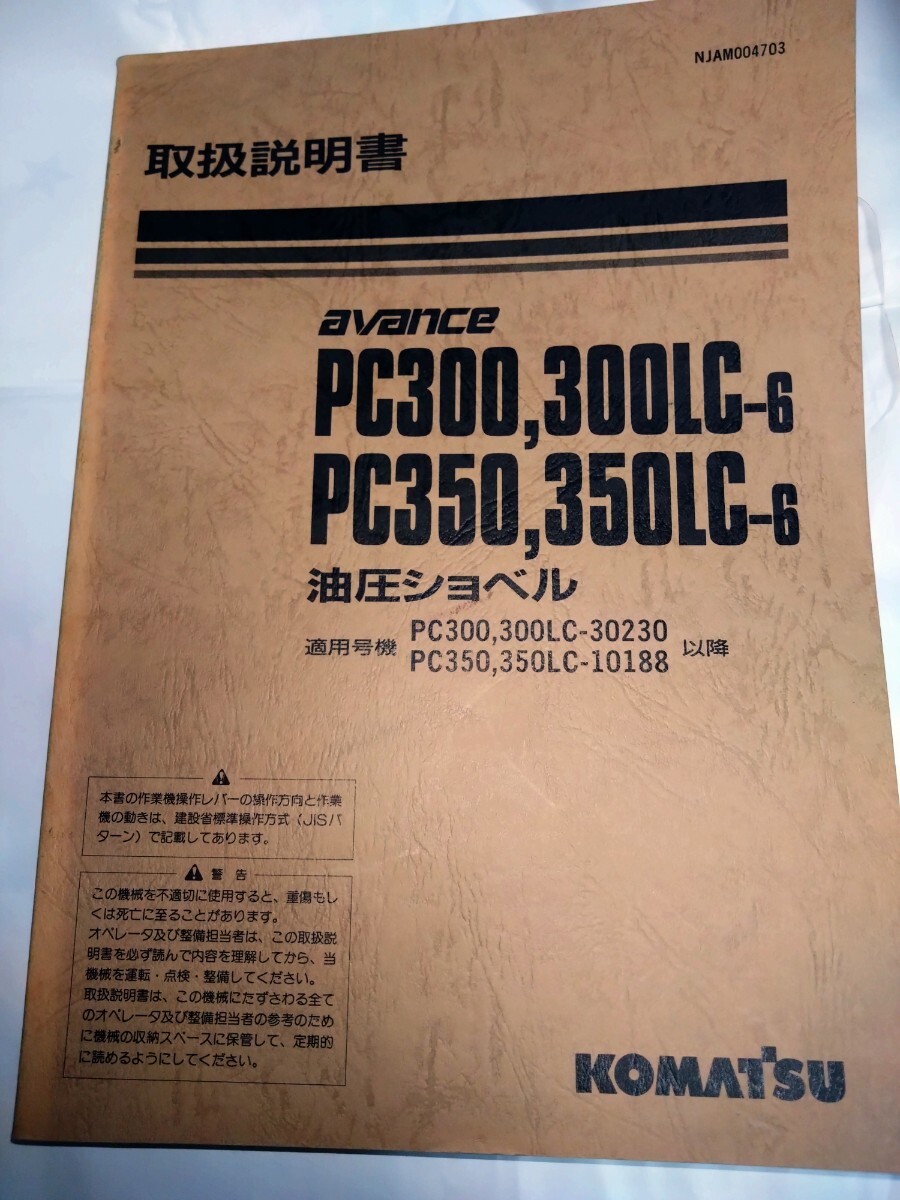 NJAM004703
取扱説明書
avance
PC300,300LC-6
PC350,350LC-6
油圧ショベル
適用号機 PC300,300LC-30230 以降
PC350,350LC-10188
本書の作業機操作レバーの操作方向と作業
機の動きは、建設省標準操作方式（JISパ
ターン）で記載してあります。
警告
この機械を不適切に使用すると、重傷もし
くは死亡に至ることがあります。
オペレータ及び整備担当者は、この取扱説
明書を必ず読んで内容を理解してから、当
機械を運転・点検・整備してください。
取扱説明書は、この機械にたずさわる全て
のオペレータ及び整備担当者の参考のため
に機械の収納スペースに保管して、定期的
に読めるようにしてください。
KOMATSU